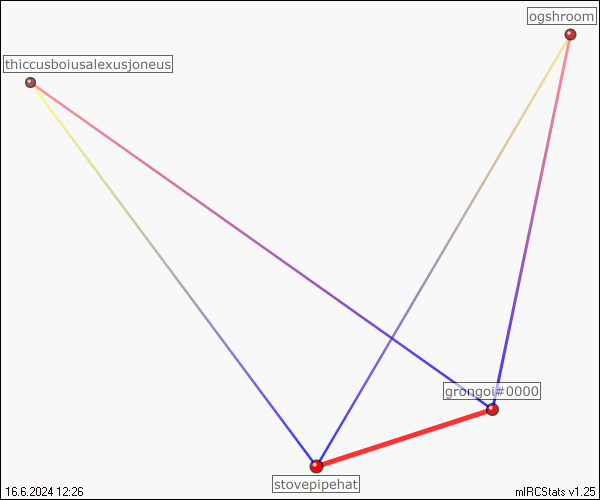 ogshroom
thiccusboiusalexusjoneus
grongoi#0000
stovepipehat
16.6.2024 12:26
mIRCStats v1.25